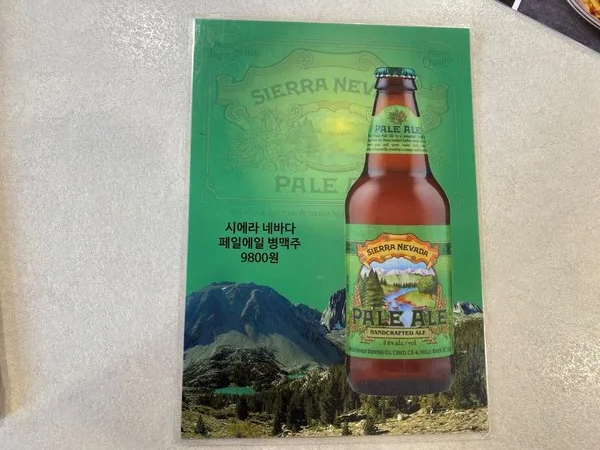 SIERRA NEVADA
PALE ALE
시에라 네바다
페일에일 병맥주
9800원
PALE ALE
SIERRA NEVADA
PALE ALE
HANDCRAFTED ALE